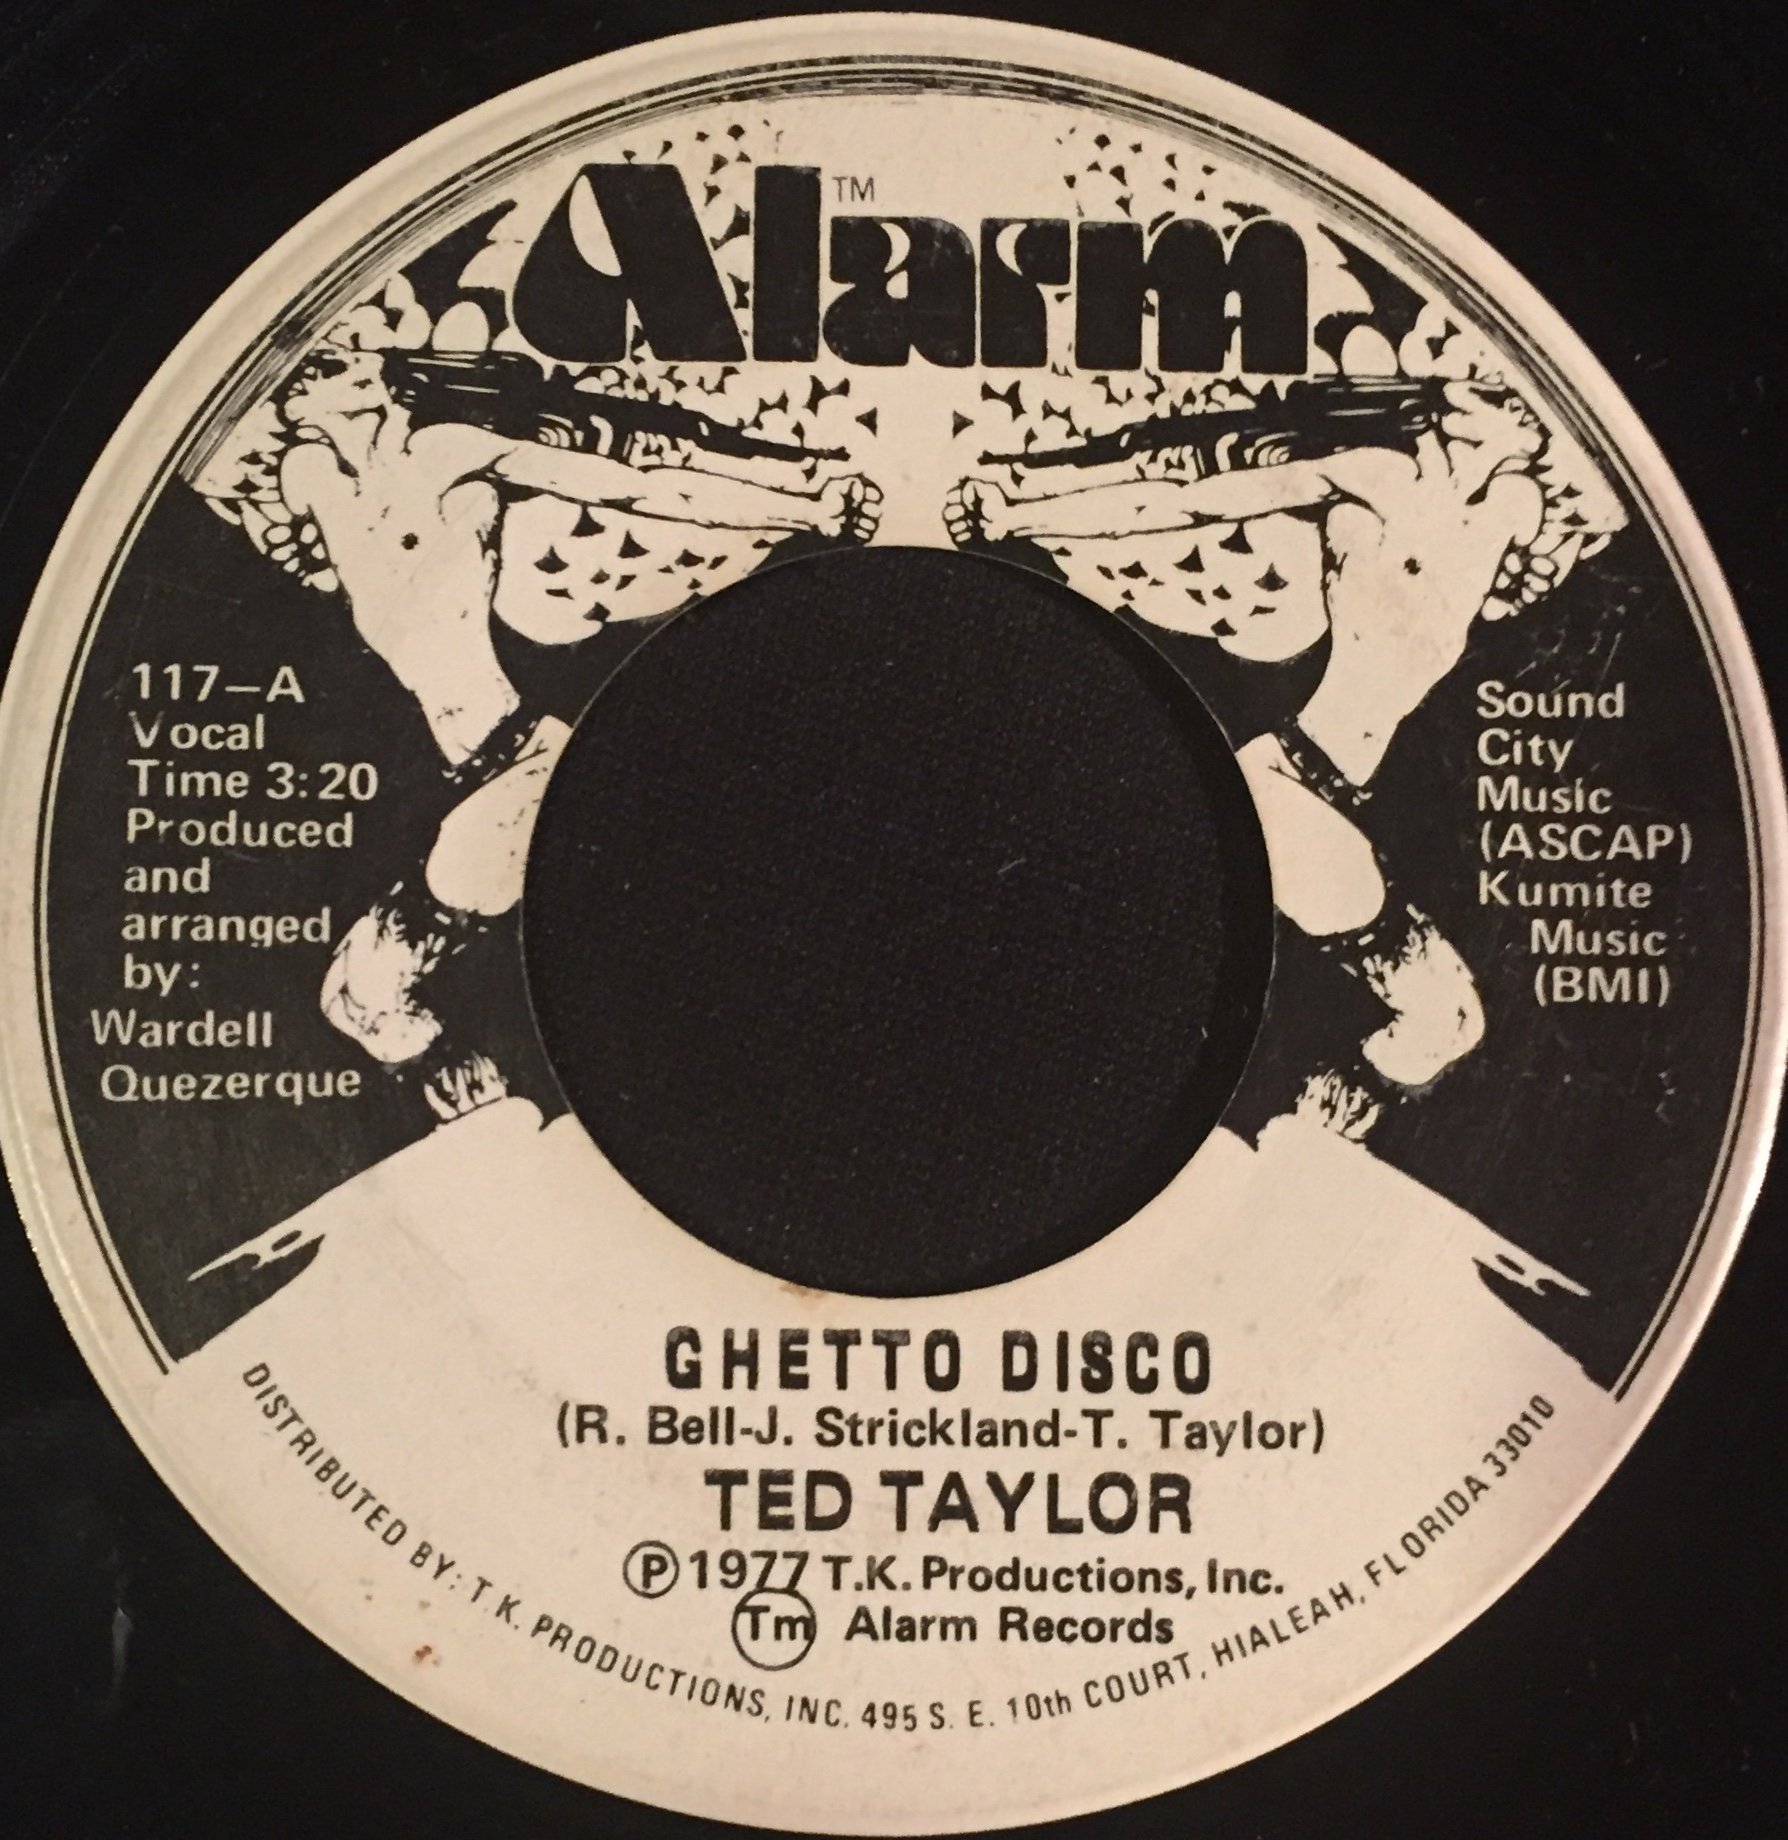 Alarm
TM
117–A
Vocal
Time 3:20
Produced
and
arranged
by:
Wardell
Quezerque
Sound
City
Music
(ASCAP)
Kumite
Music
(BMI)
GHETTO DISCO
(R. Bell-J. Strickland-T. Taylor)
TED TAYLOR
Ⓟ1977 T.K. Productions, Inc.
Tm Alarm Records
DISTRIBUTED BY: T.K. PRODUCTIONS, INC. 495 S. E. 10th COURT, HIALEAH, FLORIDA 33010